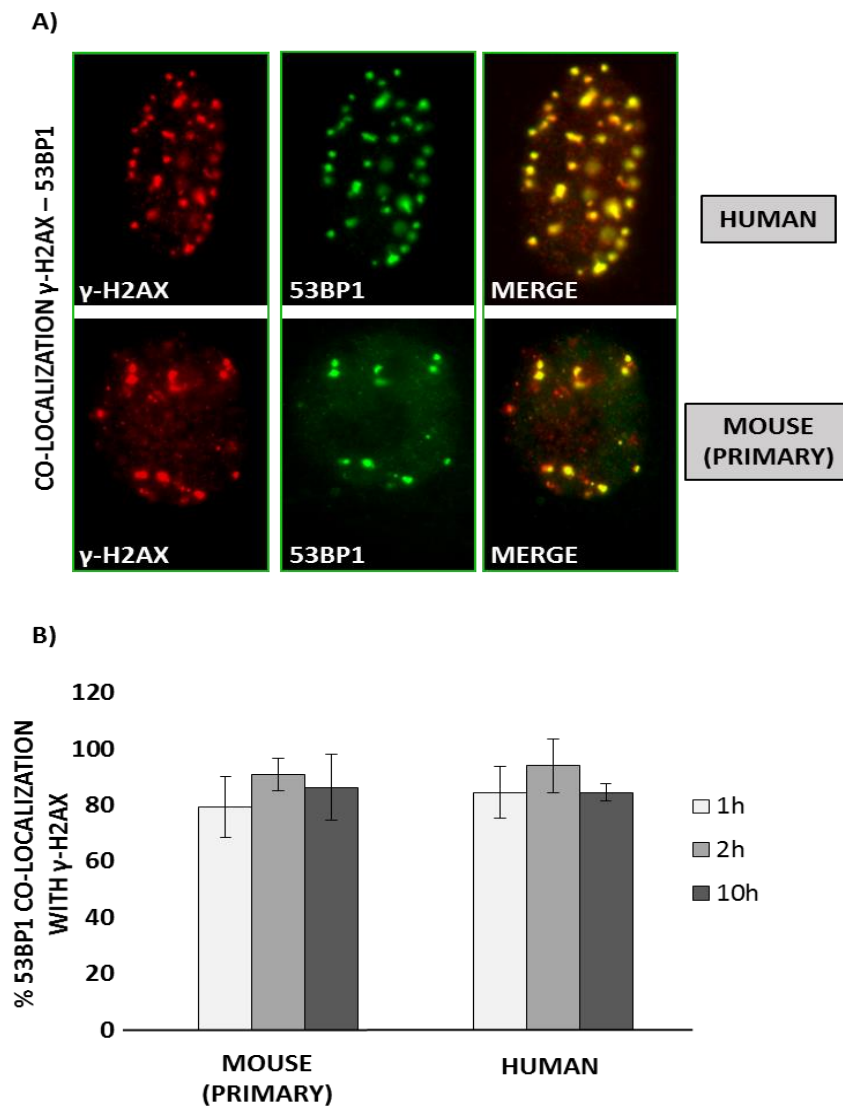 A)
CO-LOCALIZATION γ-H2AX – 53BP1
γ-H2AX
53BP1
MERGE
HUMAN
γ-H2AX
53BP1
MERGE
MOUSE
(PRIMARY)
B)
% 53BP1 CO-LOCALIZATION
WITH γ-H2AX
120
100
80
60
40
20
0
MOUSE
(PRIMARY)
HUMAN
1h
2h
10h